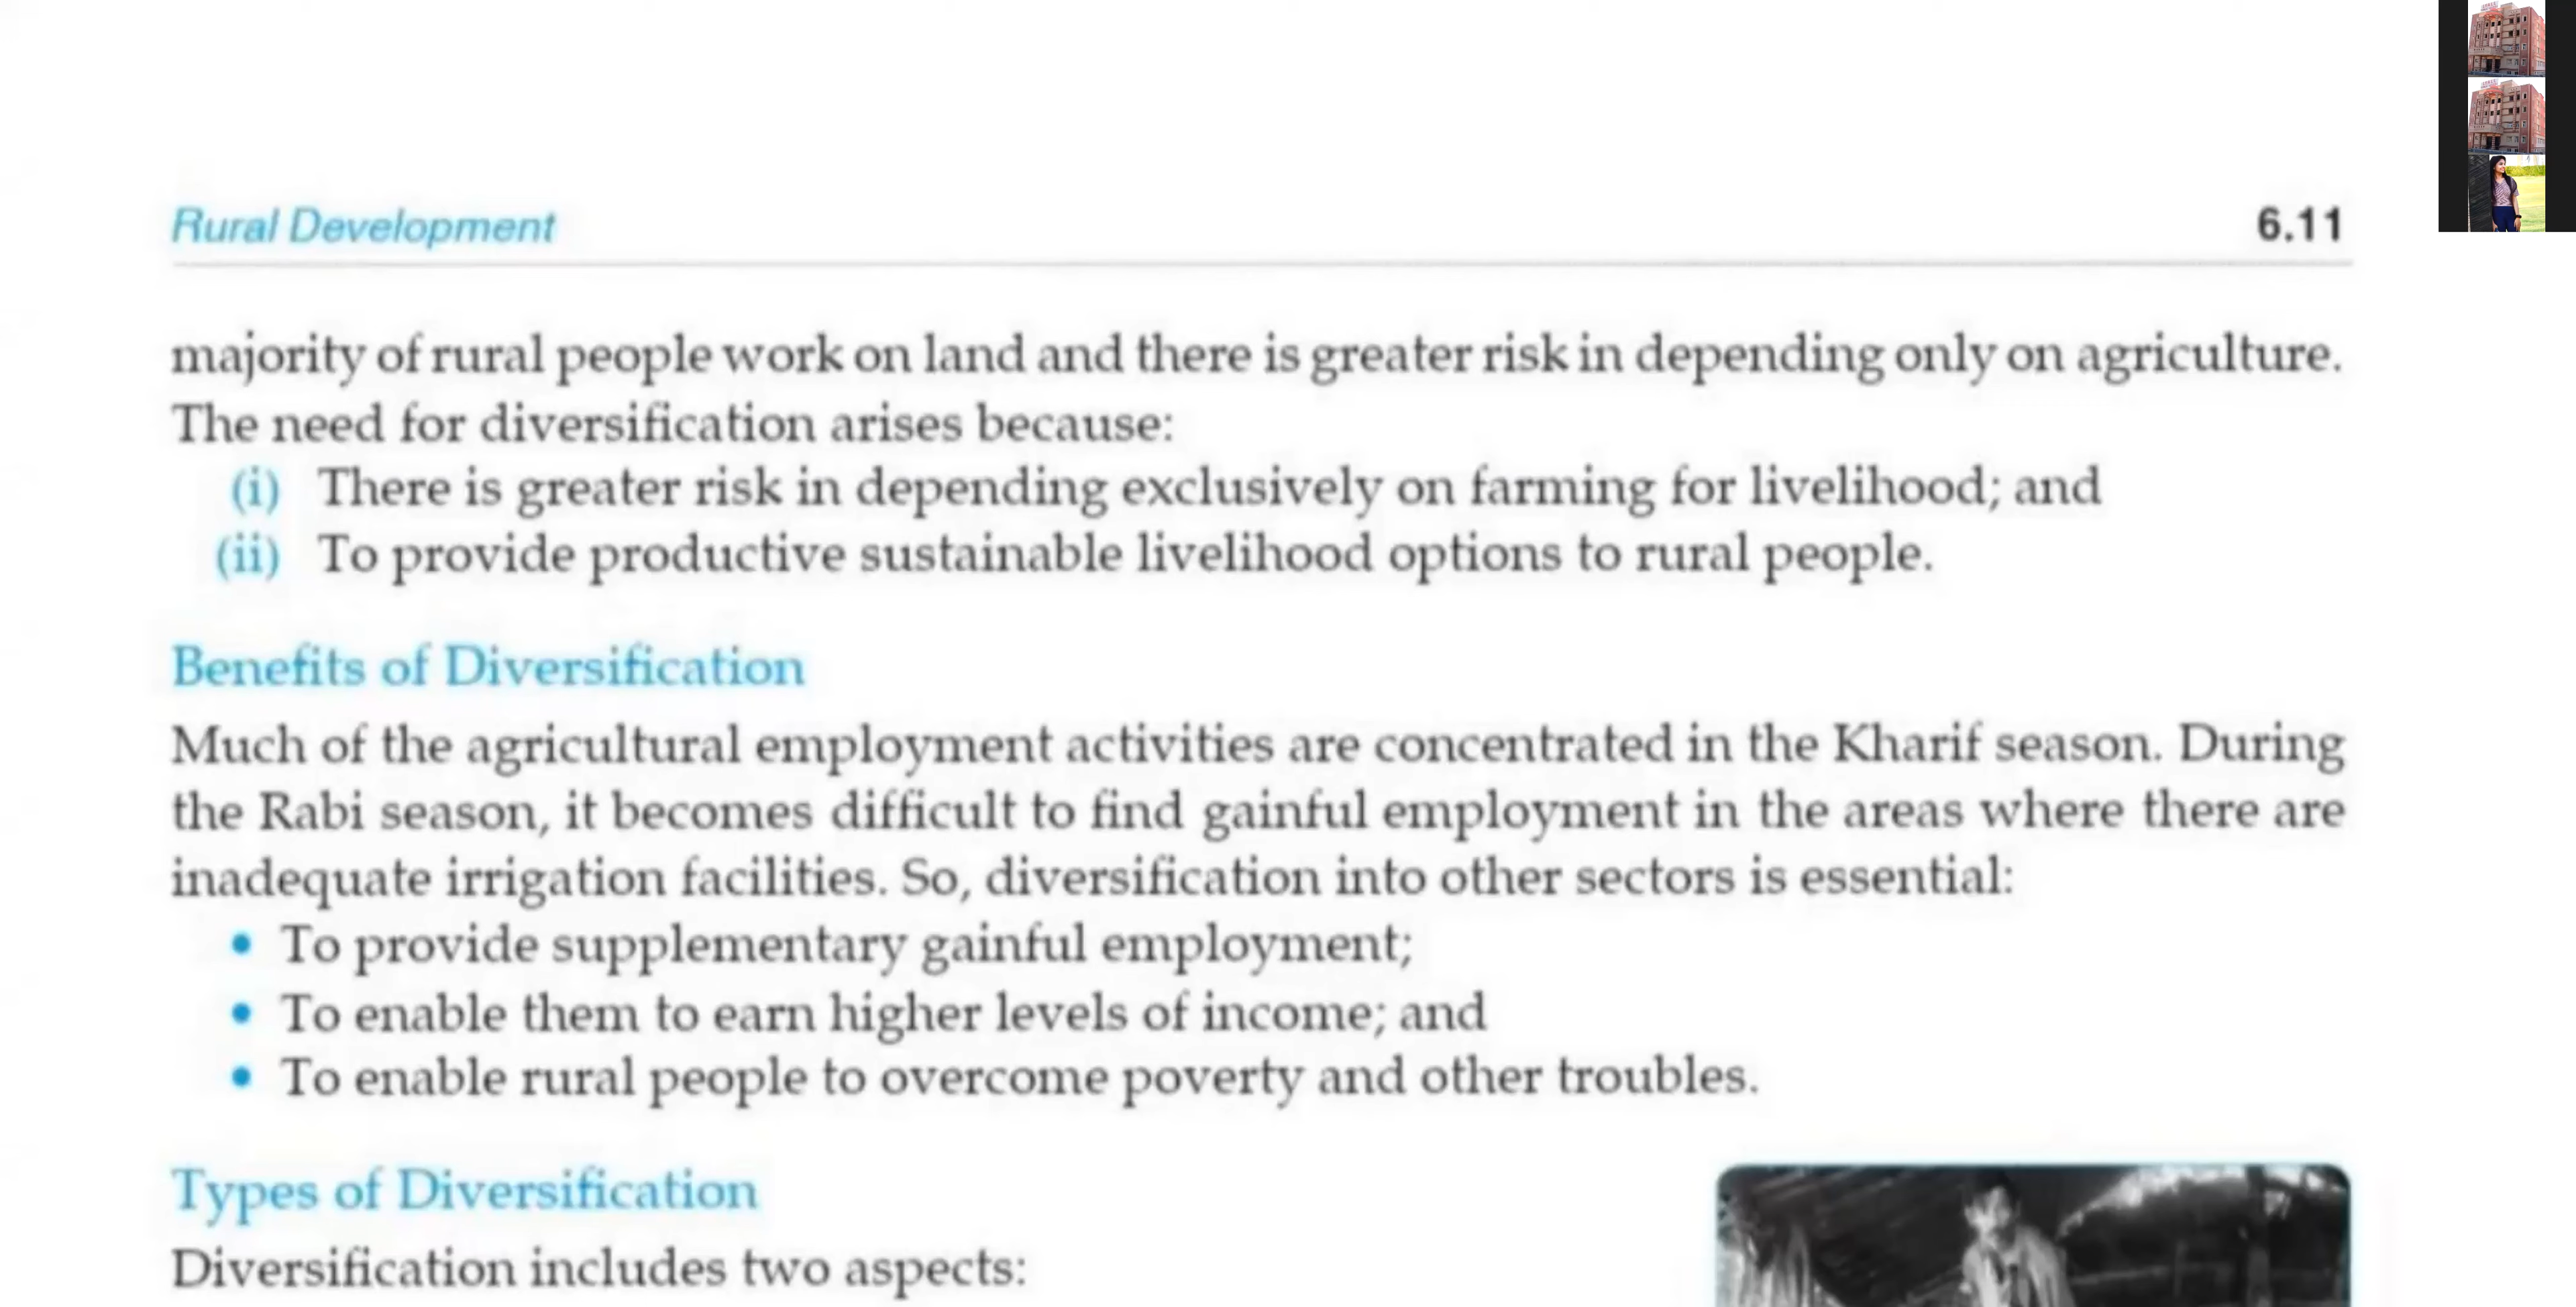 Rural Development
6.11
majority of rural people work on land and there is greater risk in depending only on agriculture.
The need for diversification arises because:
(i) There is greater risk in depending exclusively on farming for livelihood; and
(ii) To provide productive sustainable livelihood options to rural people.
Benefits of Diversification
Much of the agricultural employment activities are concentrated in the Kharif season. During
the Rabi season, it becomes difficult to find gainful employment in the areas where there are
inadequate irrigation facilities. So, diversification into other sectors is essential:
• To provide supplementary gainful employment;
• To enable them to earn higher levels of income; and
• To enable rural people to overcome poverty and other troubles.
Types of Diversification
Diversification includes two aspects: